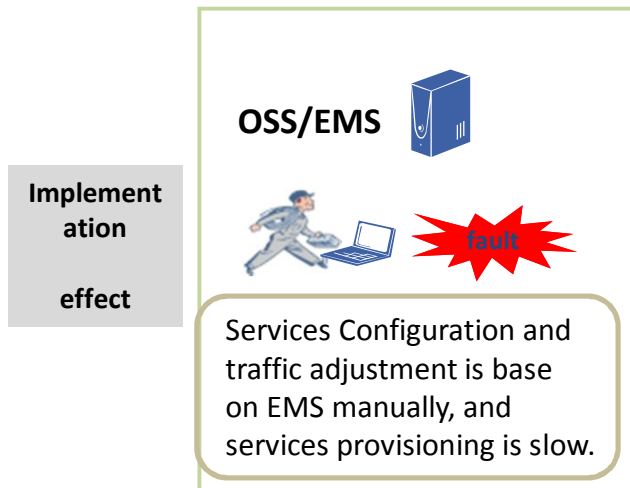 OSS/EMS
Implement
ation
effect
fault
Services Configuration and
traffic adjustment is base
on EMS manually, and
services provisioning is slow.